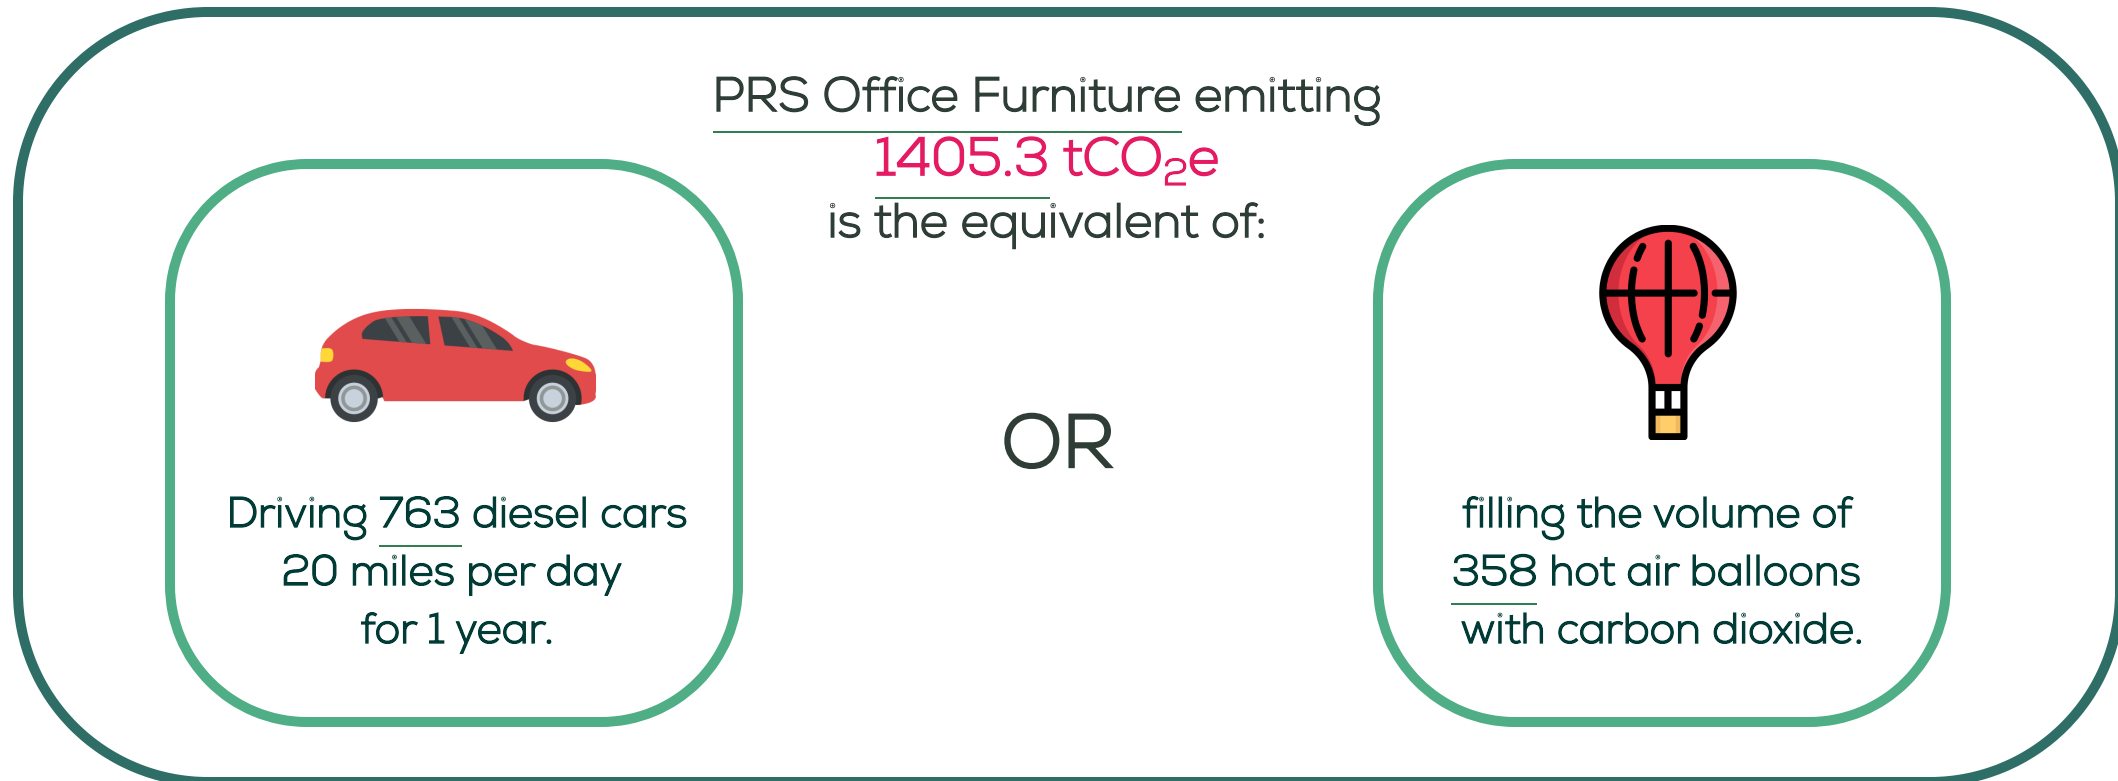 PRS Office Furniture emitting
1405.3 tCO₂e
is the equivalent of:
Driving 763 diesel cars
20 miles per day
for 1 year.
OR
filling the volume of
358 hot air balloons
with carbon dioxide.